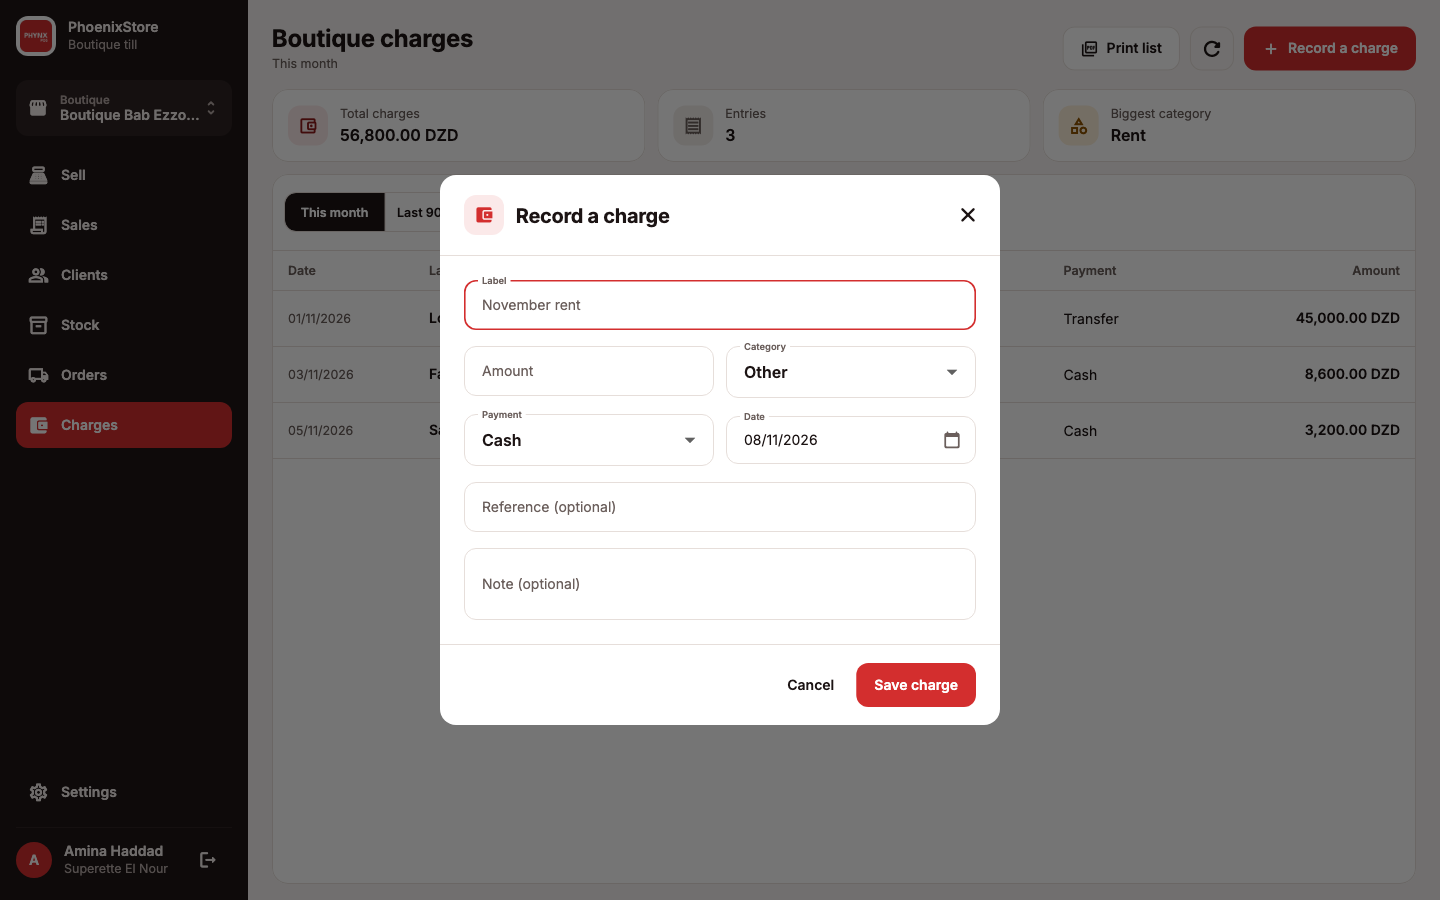 PHYNX
PhoenixStore
Boutique till
Boutique
Boutique Bab Ezzo...
Sell
Sales
Clients
Stock
Orders
Charges
Settings
A
Amina Haddad
Superette El Nour
Boutique charges
This month
Print list
Record a charge
Total charges
56,800.00 DZD
Entries
3
Biggest category
Rent
This month
Last 90
Date
Payment
Amount
01/11/2026
Transfer
45,000.00 DZD
03/11/2026
Cash
8,600.00 DZD
05/11/2026
Cash
3,200.00 DZD
Record a charge
Label
November rent
Amount
Category
Other
Payment
Cash
Date
08/11/2026
Reference (optional)
Note (optional)
Cancel
Save charge